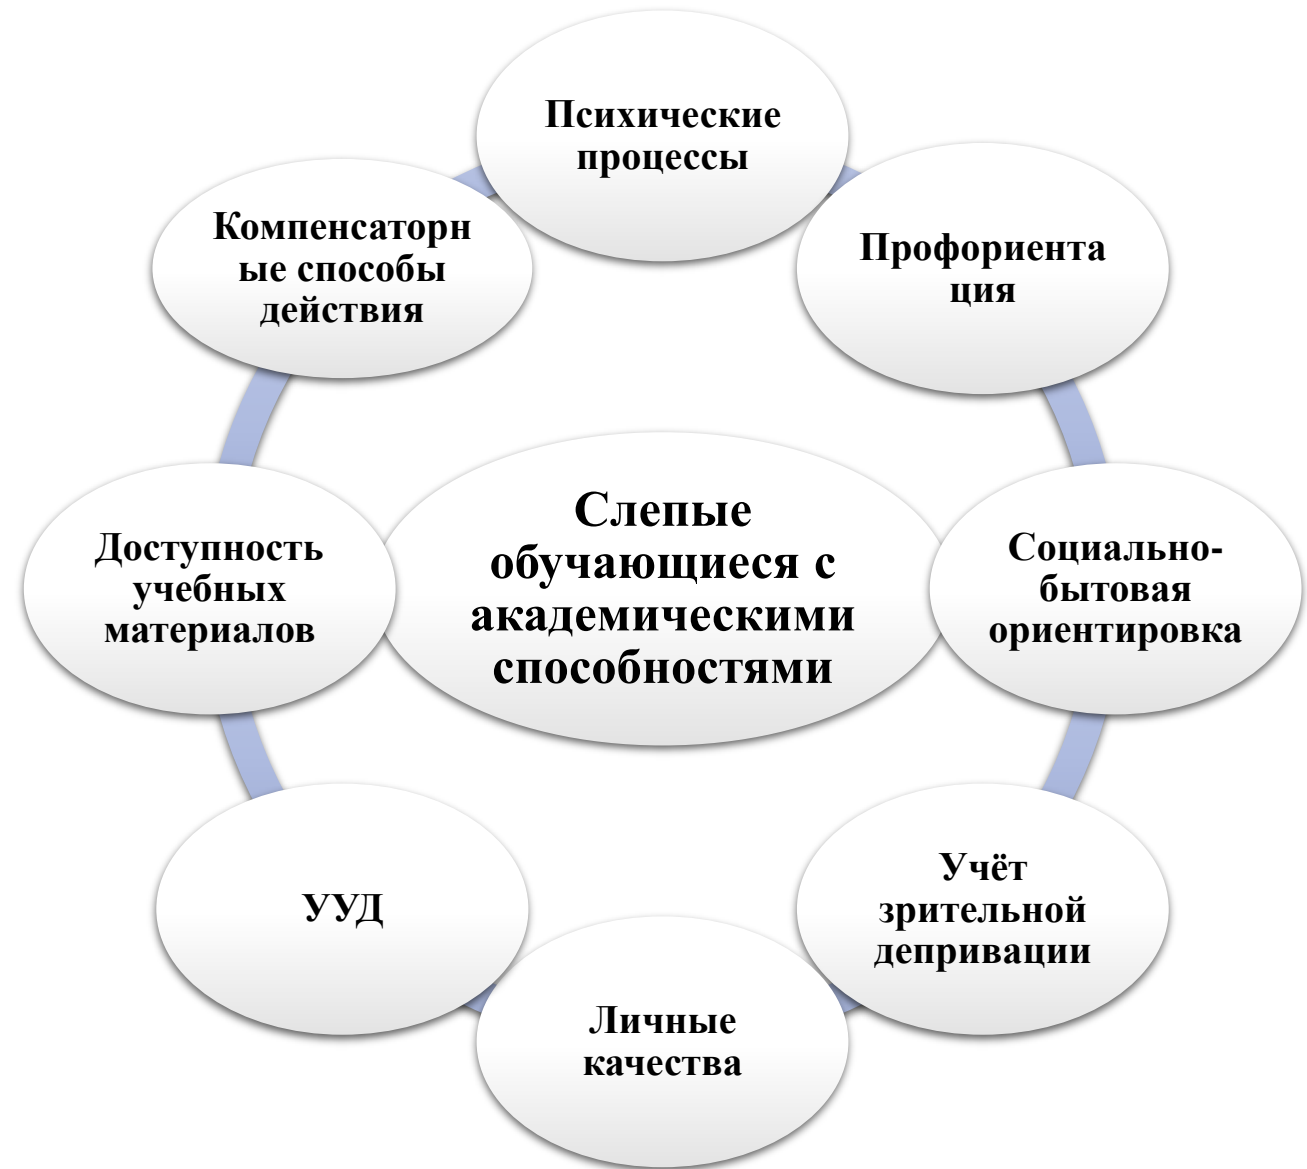 Психические
процессы
Профориента
ция
Социально-
бытовая
ориентировка
Учёт
зрительной
депривации
Личные
качества
УУД
Доступность
учебных
материалов
Компенсаторн
ые способы
действия
Слепые
обучающиеся с
академическими
способностями